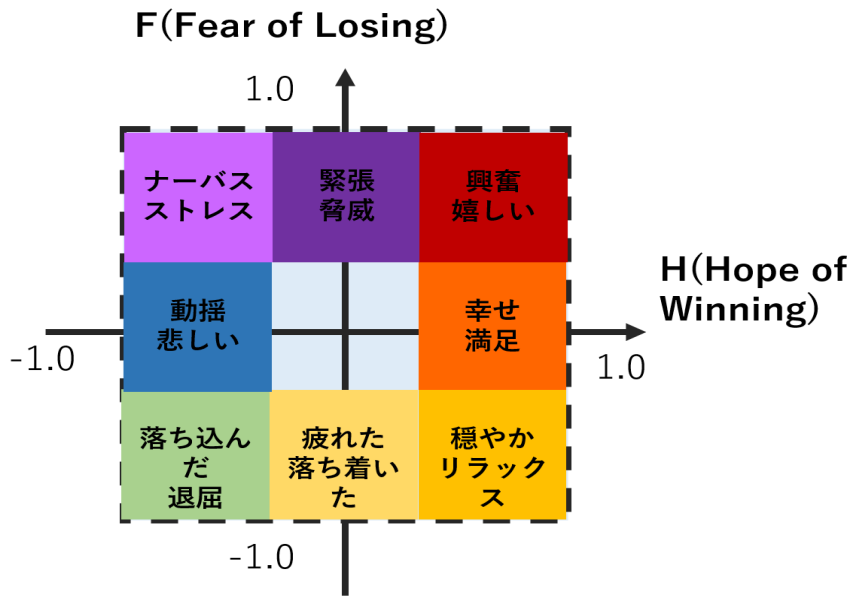 F(Fear of Losing)
1.0
ナーバス
ストレス
緊張
脅威
興奮
嬉しい
H(Hope of
Winning)
動揺
悲しい
幸せ
満足
-1.0
1.0
落ち込ん
だ
退屈
疲れた
落ち着い
た
穏やか
リラック
ス
-1.0